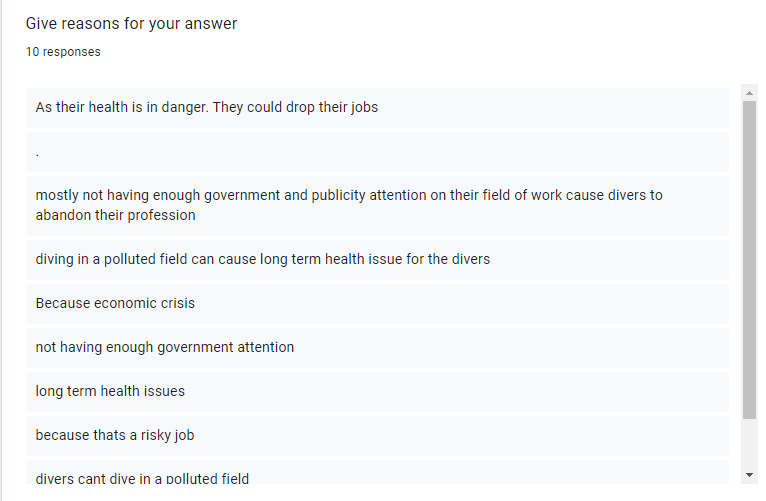 Give reasons for your answer
10 responses
As their health is in danger. They could drop their jobs
.
mostly not having enough government and publicity attention on their field of work cause divers to
abandon their profession
diving in a polluted field can cause long term health issue for the divers
Because economic crisis
not having enough government attention
long term health issues
because thats a risky job
divers cant dive in a polluted field